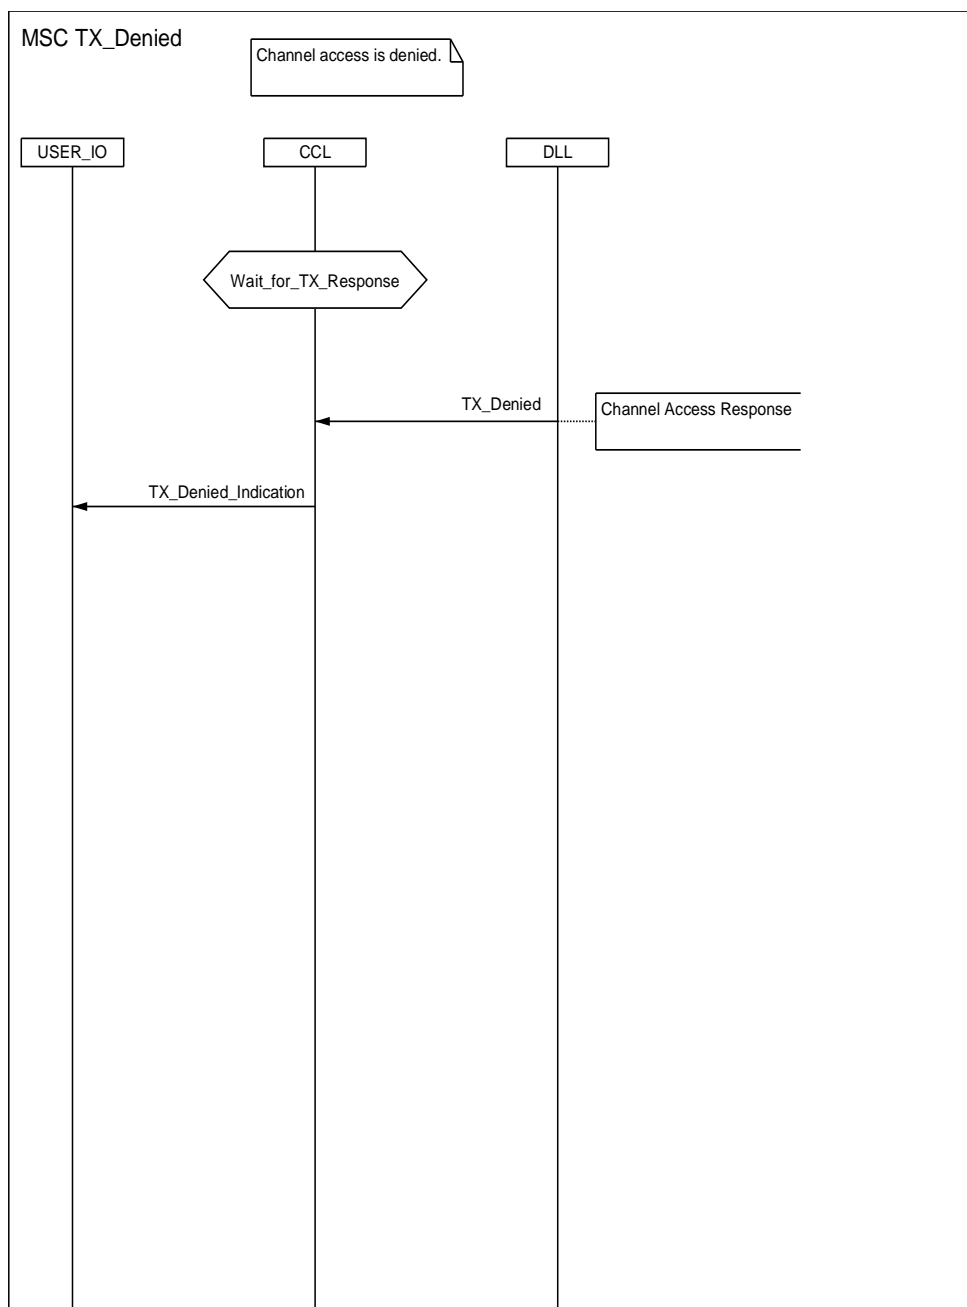 MSC TX_Denied
Channel access is denied.
USER_IO
CCL
DLL
Wait_for_TX_Response
TX_Denied
Channel Access Response
TX_Denied_Indication